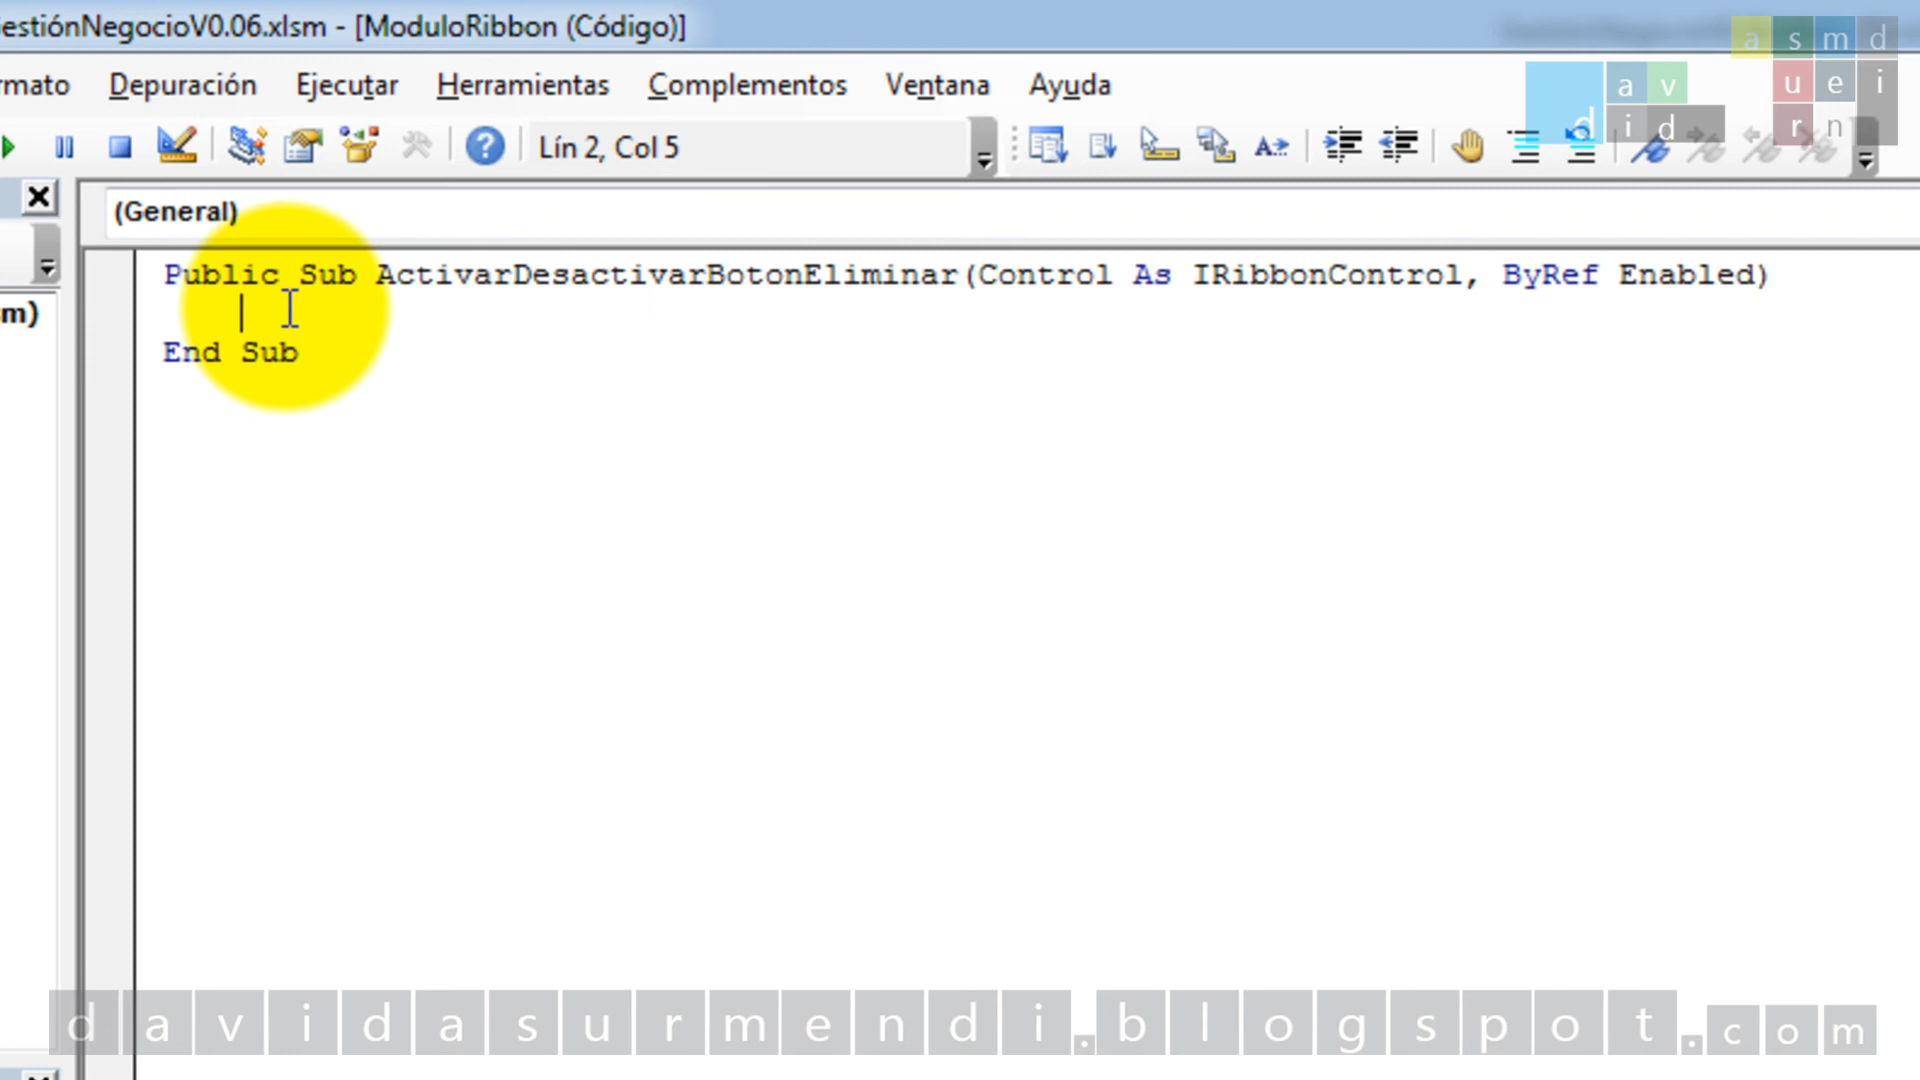 estiónNegocioV0.06.xlsm - [ModuloRibbon (Código)]
rmato Depuración Ejecutar Herramientas Complementos Ventana Ayuda
Lín 2, Col 5
a s m d
a v u e i
d i d r n
(General)
Public Sub ActivarDesactivarBotonEliminar(Control As IRibbonControl, ByRef Enabled)
sm)
End Sub
davidasurmendi.blogspot.com